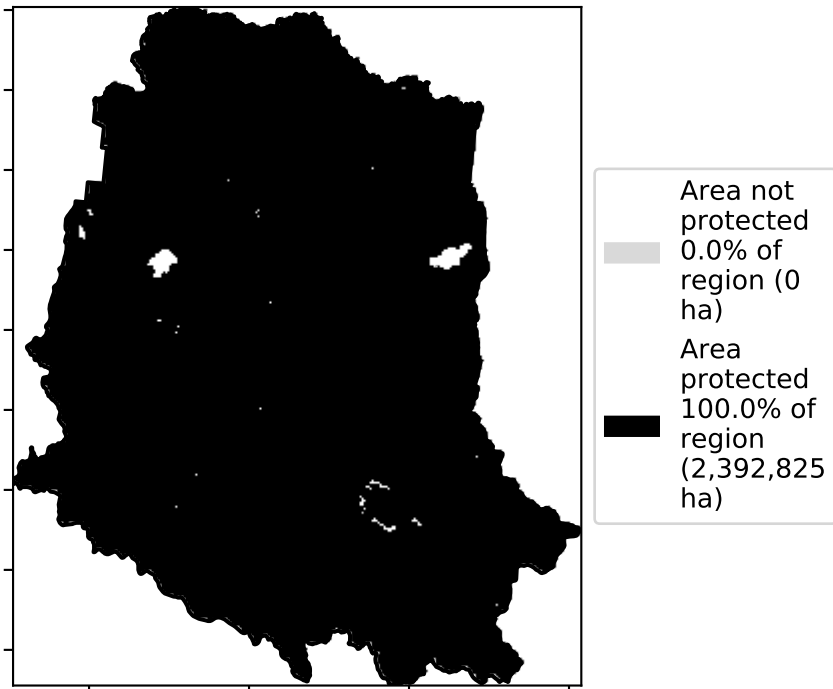 Area not
protected
0.0% of
region (0
ha)
Area
protected
100.0% of
region
(2,392,825
ha)